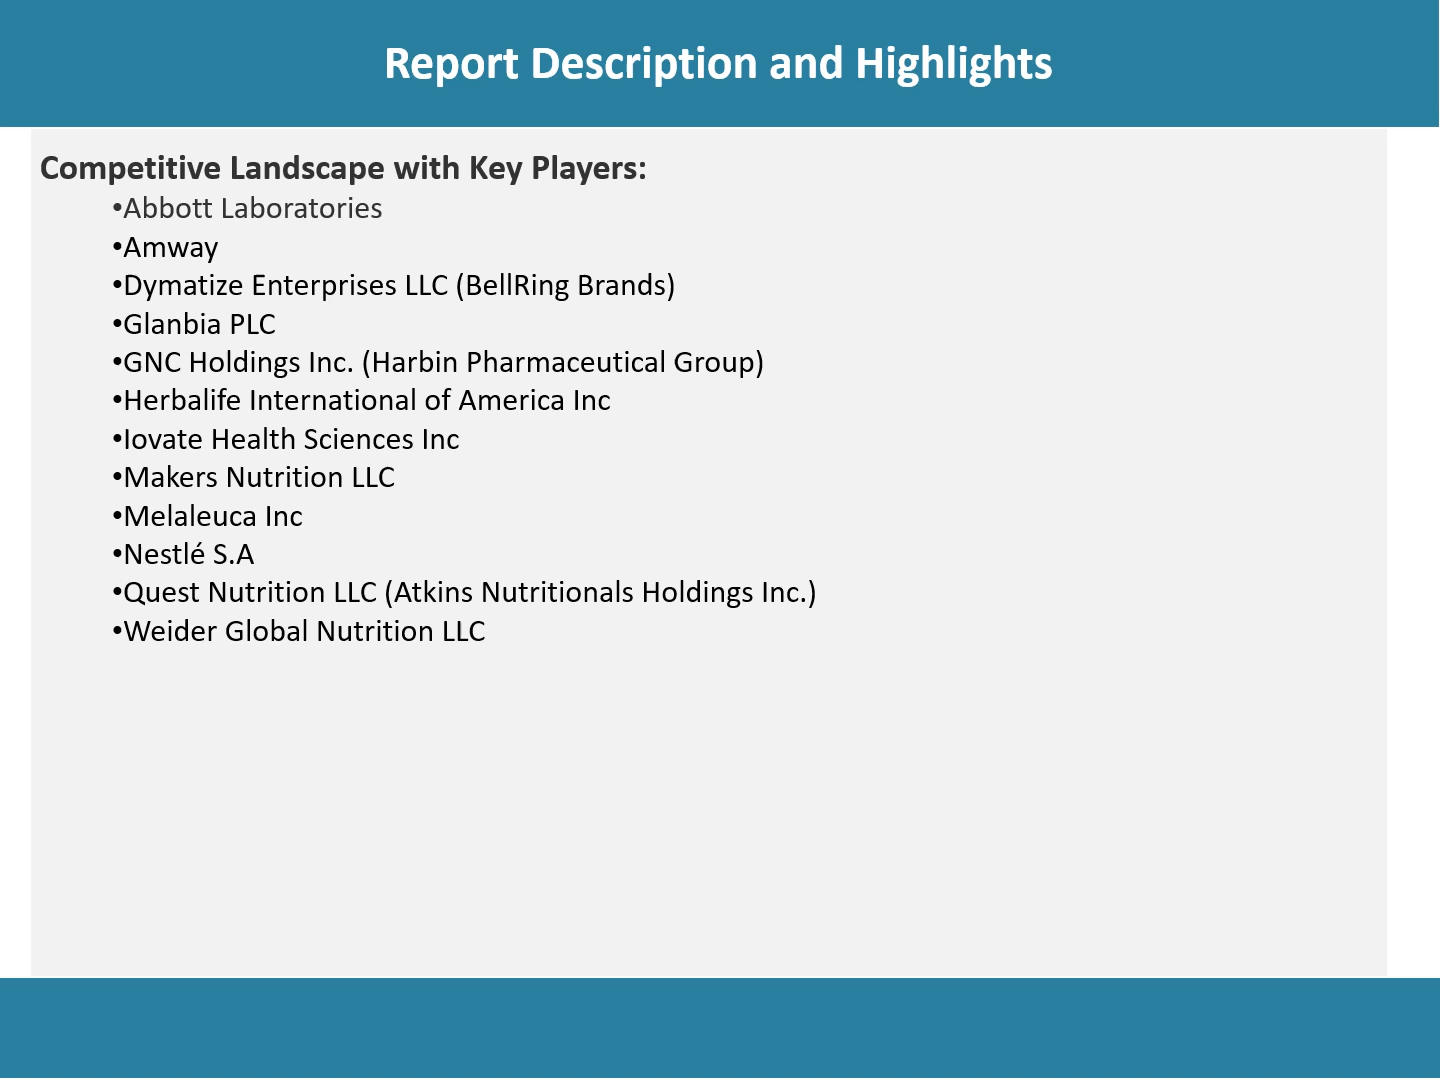 Report Description and Highlights
Competitive Landscape with Key Players:
•Abbott Laboratories
•Amway
•Dymatize Enterprises LLC (BellRing Brands)
•Glanbia PLC
•GNC Holdings Inc. (Harbin Pharmaceutical Group)
•Herbalife International of America Inc
•Iovate Health Sciences Inc
•Makers Nutrition LLC
•Melaleuca Inc
•Nestlé S.A
•Quest Nutrition LLC (Atkins Nutritionals Holdings Inc.)
•Weider Global Nutrition LLC